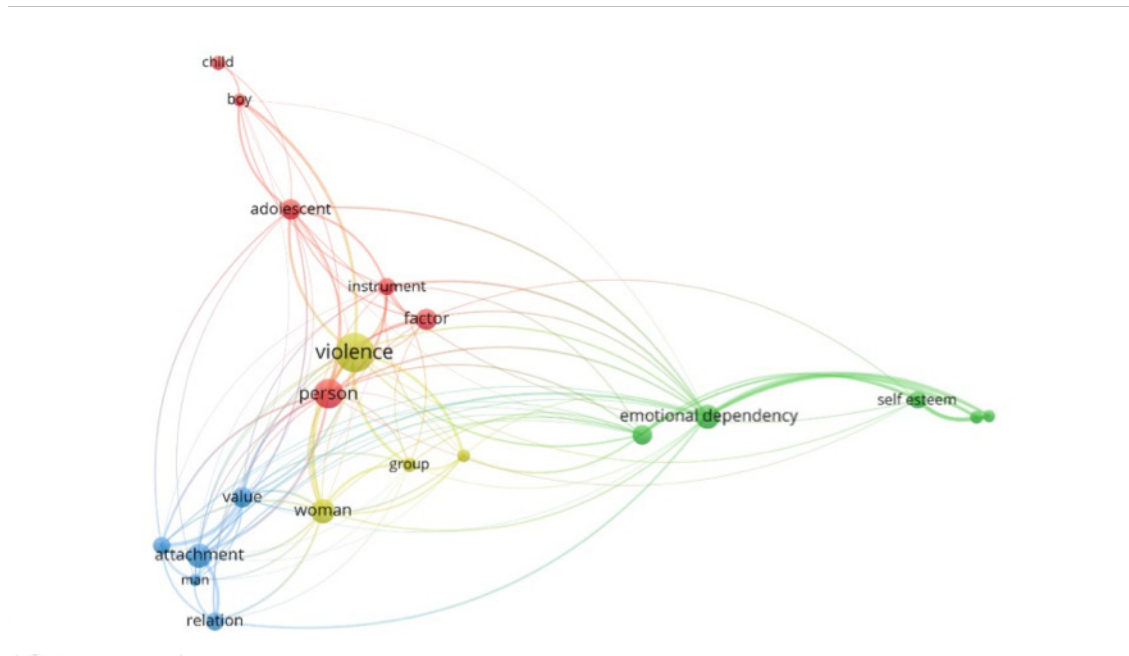 child
boy
adolescent
instrument
factor
violence
person
self esteem
emotional dependency
group
value
woman
attachment
man
relation